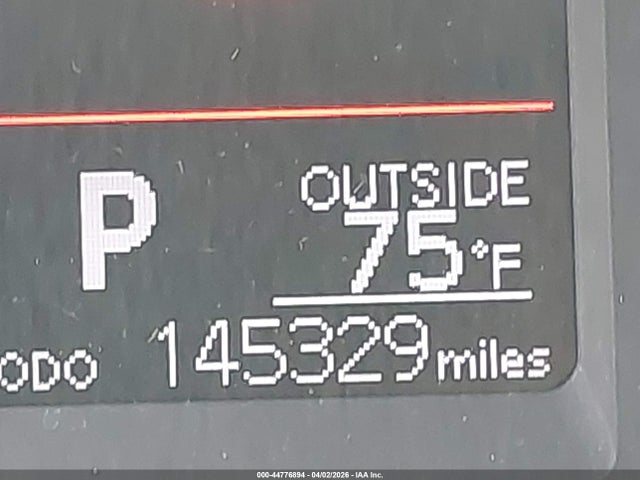 P
OUTSIDE
75°F
ODO 145329 miles
000-44776894 - 04/02/2026 - IAA Inc.